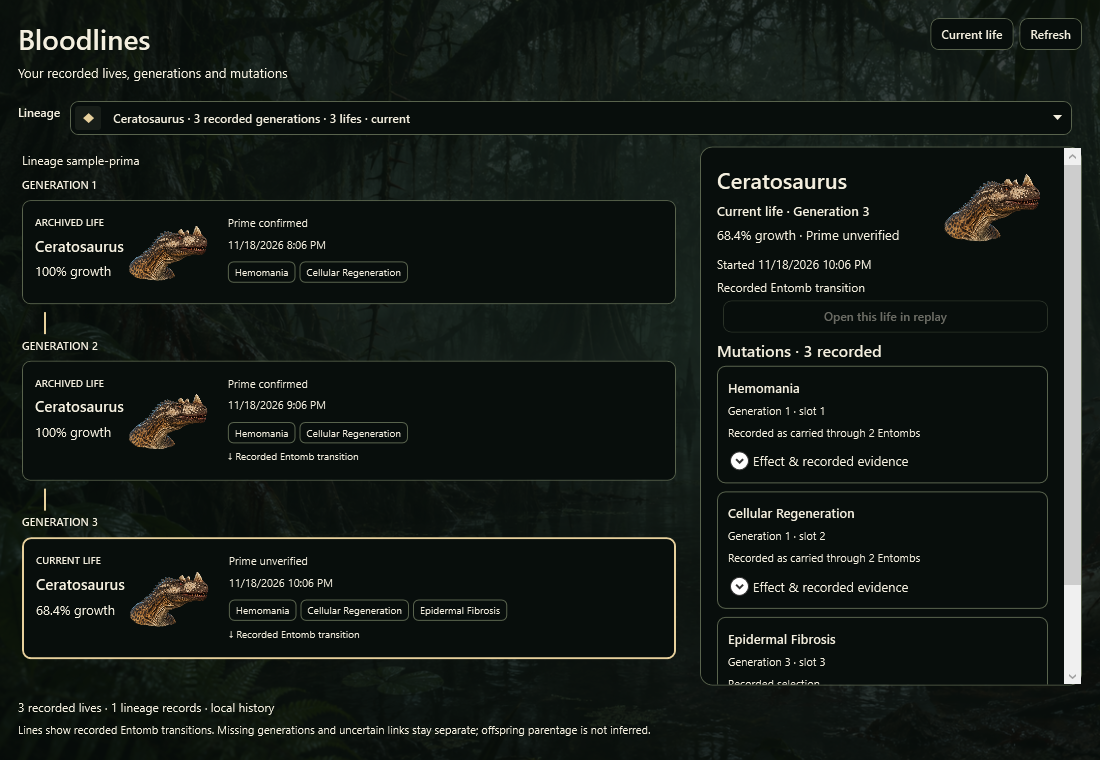 Bloodlines
Your recorded lives, generations and mutations
Current life
Refresh
Lineage
Ceratosaurus · 3 recorded generations · 3 lifes · current
Lineage sample-prima
GENERATION 1
ARCHIVED LIFE
Ceratosaurus
100% growth
Prime confirmed
11/18/2026 8:06 PM
Hemomania
Cellular Regeneration
GENERATION 2
ARCHIVED LIFE
Ceratosaurus
100% growth
Prime confirmed
11/18/2026 9:06 PM
Hemomania
Cellular Regeneration
↓ Recorded Entomb transition
GENERATION 3
CURRENT LIFE
Ceratosaurus
68.4% growth
Prime unverified
11/18/2026 10:06 PM
Hemomania
Cellular Regeneration
Epidermal Fibrosis
↓ Recorded Entomb transition
Ceratosaurus
Current life · Generation 3
68.4% growth · Prime unverified
Started 11/18/2026 10:06 PM
Recorded Entomb transition
Open this life in replay
Mutations · 3 recorded
Hemomania
Generation 1 · slot 1
Recorded as carried through 2 Entombs
Effect & recorded evidence
Cellular Regeneration
Generation 1 · slot 2
Recorded as carried through 2 Entombs
Effect & recorded evidence
Epidermal Fibrosis
Generation 3 · slot 3
Recorded selection
3 recorded lives · 1 lineage records · local history
Lines show recorded Entomb transitions. Missing generations and uncertain links stay separate; offspring parentage is not inferred.